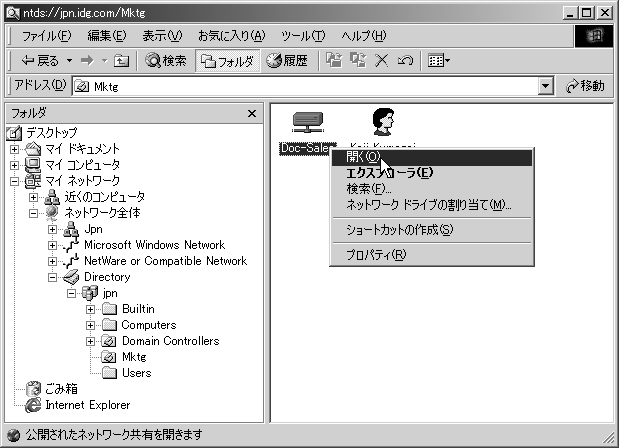 ntds://jpn.idg.com/Mktg
ファイル(F) 編集(E) 表示(V) お気に入り(A) ツール(T) ヘルプ(H)
戻る 検索 フォルダ 履歴
アドレス(D) Mktg 移動
フォルダ
デスクトップ
マイ ドキュメント
マイ コンピュータ
マイ ネットワーク
近くのコンピュータ
ネットワーク全体
Jpn
Microsoft Windows Network
NetWare or Compatible Network
Directory
jpn
Builtin
Computers
Domain Controllers
Mktg
Users
ごみ箱
Internet Explorer
開く(O)
エクスプローラ(E)
検索(F)...
ネットワーク ドライブの割り当て(M)...
ショートカットの作成(S)
プロパティ(R)
公開されたネットワーク共有を開きます